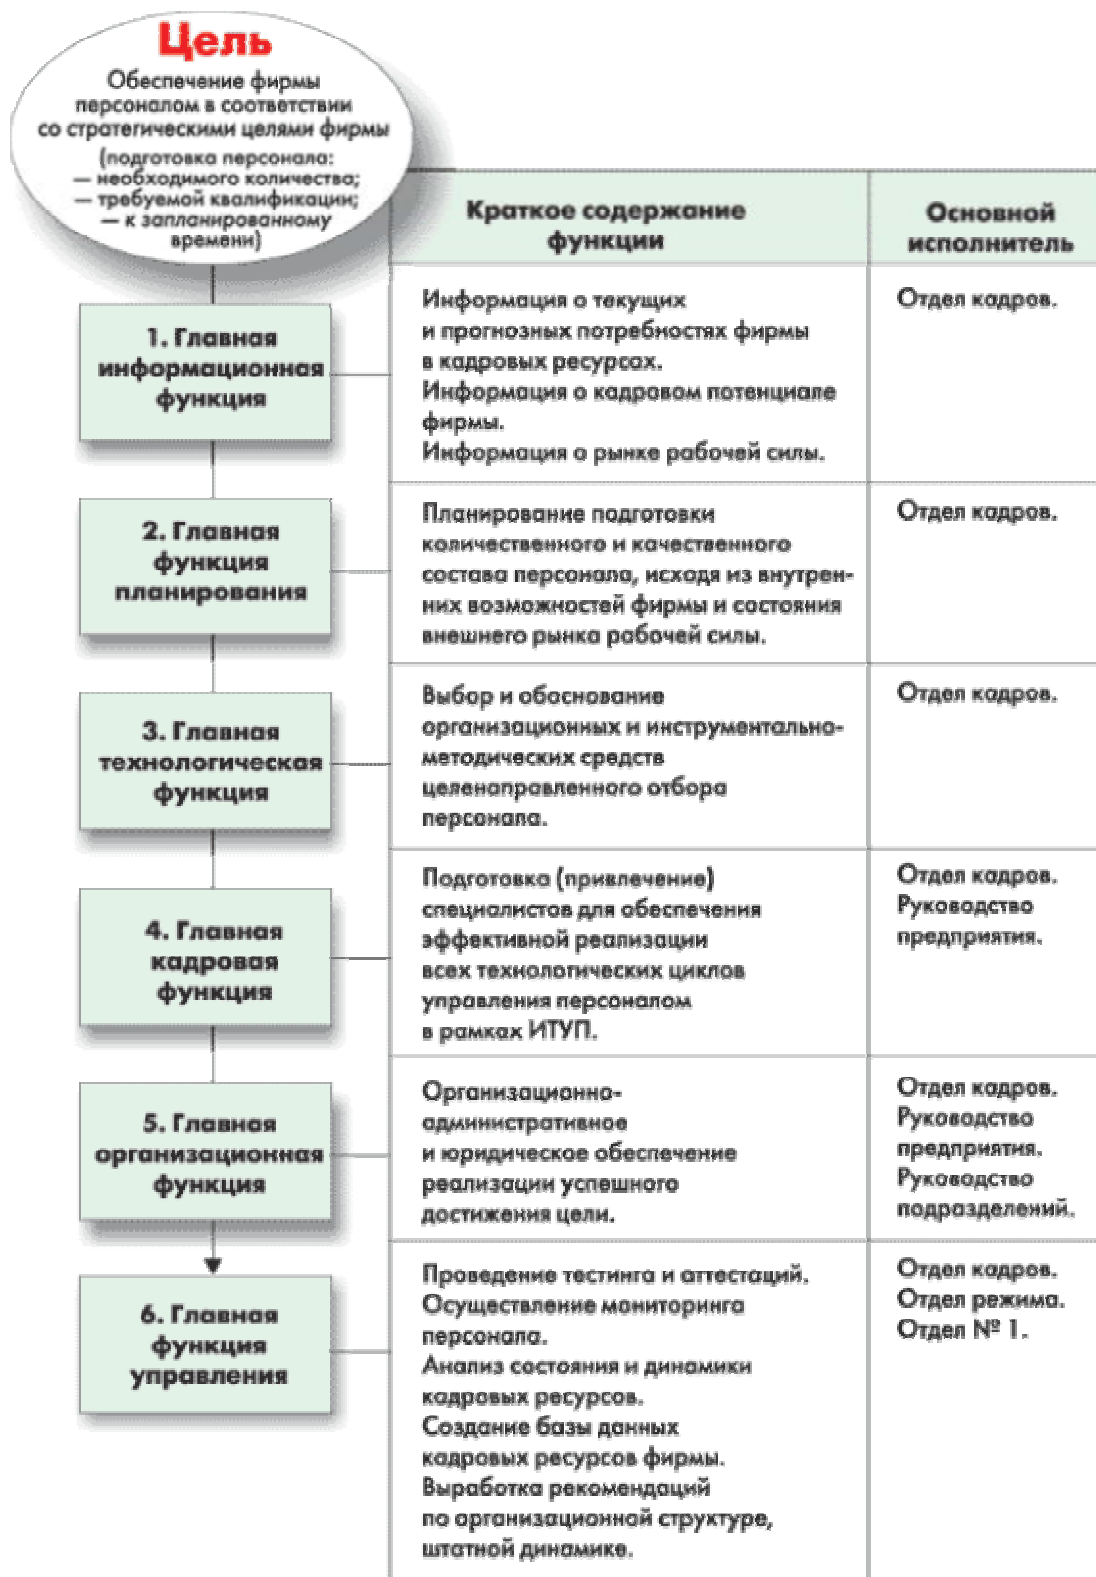 Цель
Обеспечение фирмы
персоналом в соответствии
со стратегическими целями фирмы
(подготовка персонала:
— необходимого количества;
— требуемой квалификации;
— к запланированному
времени)
Краткое содержание
функции
Основной
исполнитель
1. Главная
информационная
функция
Информация о текущих
и прогнозных потребностях фирмы
в кадровых ресурсах.
Информация о кадровом потенциале
фирмы.
Информация о рынке рабочей силы.
Отдел кадров.
2. Главная
функция
планирования
Планирование подготовки
количественного и качественного
состава персонала, исходя из внутрен-
них возможностей фирмы и состояния
внешнего рынка рабочей силы.
Отдел кадров.
3. Главная
технологическая
функция
Выбор и обоснование
организационных и инструментально-
методических средств
целенаправленного отбора
персонала.
Отдел кадров.
4. Главная
кадровая
функция
Подготовка (привлечение)
специалистов для обеспечения
эффективной реализации
всех технологических циклов
управления персоналом
в рамках ИТУП.
Отдел кадров.
Руководство
предприятия.
5. Главная
организационная
функция
Организационно-
административное
и юридическое обеспечение
реализации успешного
достижения цели.
Отдел кадров.
Руководство
предприятия.
Руководство
подразделений.
6. Главная
функция
управления
Проведение тестинга и аттестаций.
Осуществление мониторинга
персонала.
Анализ состояния и динамики
кадровых ресурсов.
Создание базы данных
кадровых ресурсов фирмы.
Выработка рекомендаций
по организационной структуре,
штатной динамике.
Отдел кадров.
Отдел режима.
Отдел № 1.